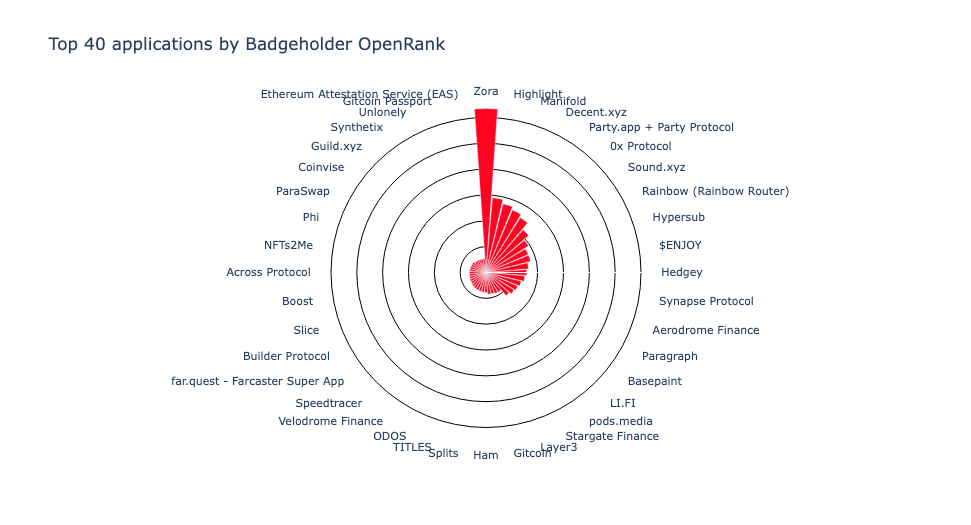 Top 40 applications by Badgeholder OpenRank
Zora
Highlight
Manifold
Decent.xyz
Party.app + Party Protocol
0x Protocol
Sound.xyz
Rainbow (Rainbow Router)
Hypersub
$ENJOY
Hedgey
Synapse Protocol
Aerodrome Finance
Paragraph
Basepaint
LI.FI
pods.media
Stargate Finance
Layer3
Gitcoin
Ham
Splits
TITLES
ODOS
Velodrome Finance
Speedtracer
far.quest - Farcaster Super App
Builder Protocol
Slice
Boost
Across Protocol
NFTs2Me
Phi
ParaSwap
Coinvise
Guild.xyz
Synthetix
Unlonely
Gitcoin Passport
Ethereum Attestation Service (EAS)